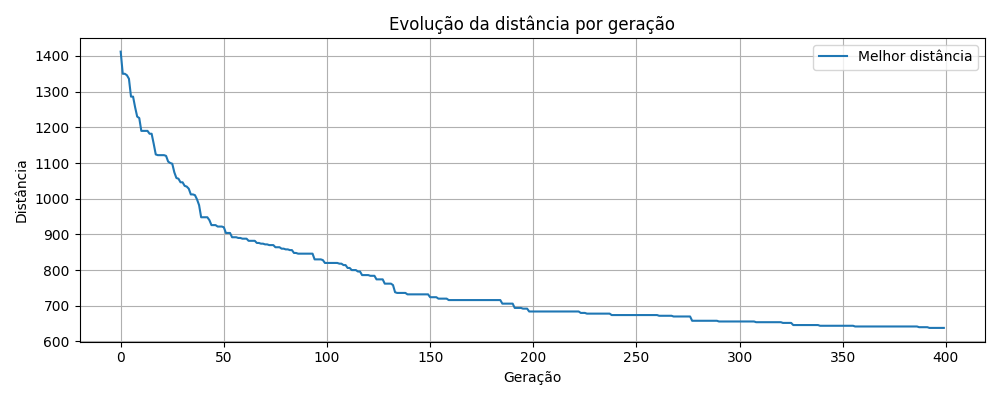 Evolução da distância por geração
Melhor distância
Distância
1400
1300
1200
1100
1000
900
800
700
600
0 50 100 150 200 250 300 350 400
Geração